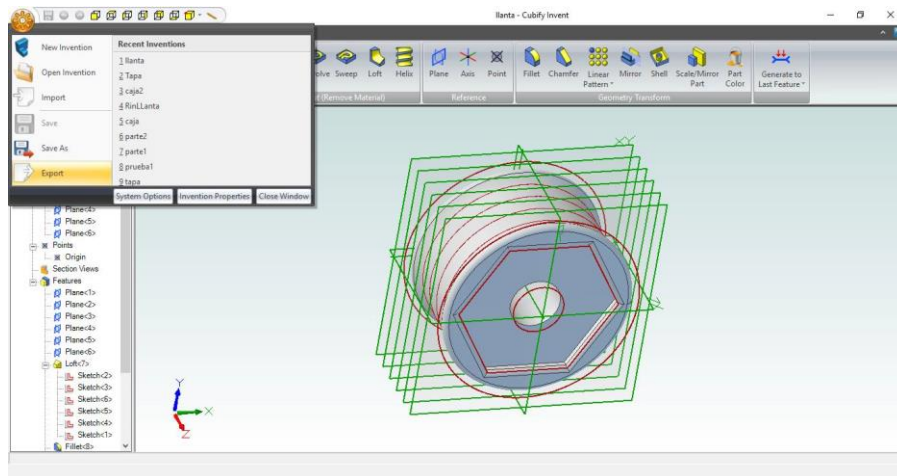 Ilanta - Cubify Invent
New Invention
Open Invention
Import
Save
Save As
Export
Recent Inventions
1 llanta
2 Tapa
3 caja2
4 RinLLanta
5 caja
6 parte2
7 parte1
8 prueba1
9 tapa
System Options
Invention Properties
Close Window
Sweep
Loft
Helix
(Remove Material)
Plane
Axis
Point
Reference
Fillet
Chamfer
Linear
Pattern
Mirror
Shell
Scale/Mirror
Part
Part
Color
Geometry Transform
Generate to
Last Feature
Plane<4>
Plane<5>
Plane<6>
Points
Origin
Section Views
Features
Plane<1>
Plane<2>
Plane<3>
Plane<4>
Plane<5>
Plane<6>
Loft<7>
Sketch<2>
Sketch<3>
Sketch<6>
Sketch<5>
Sketch<4>
Sketch<1>
Fillet<8>
XY
Y
X
Z